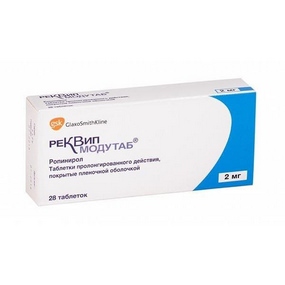 gsk GlaxoSmithKline
РЕКВИП
МОДУТАБ®
Ропинирол
Таблетки пролонгированного действия,
покрытые пленочной оболочкой
28 таблеток
2 мг